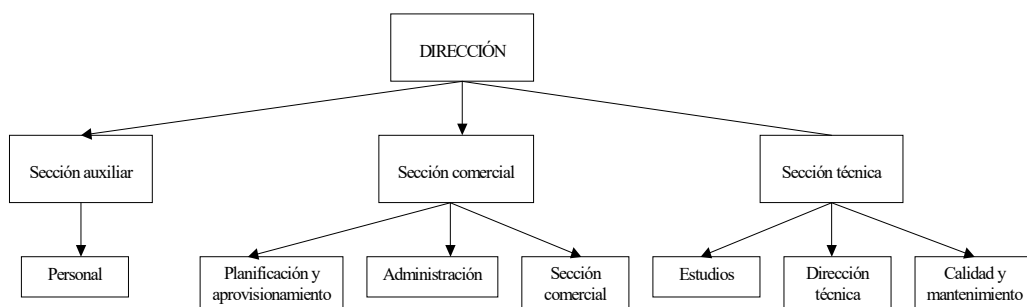 DIRECCIÓN
Sección auxiliar
Sección comercial
Sección técnica
Personal
Planificación y
aprovisionamiento
Administración
Sección
comercial
Estudios
Dirección
técnica
Calidad y
mantenimiento